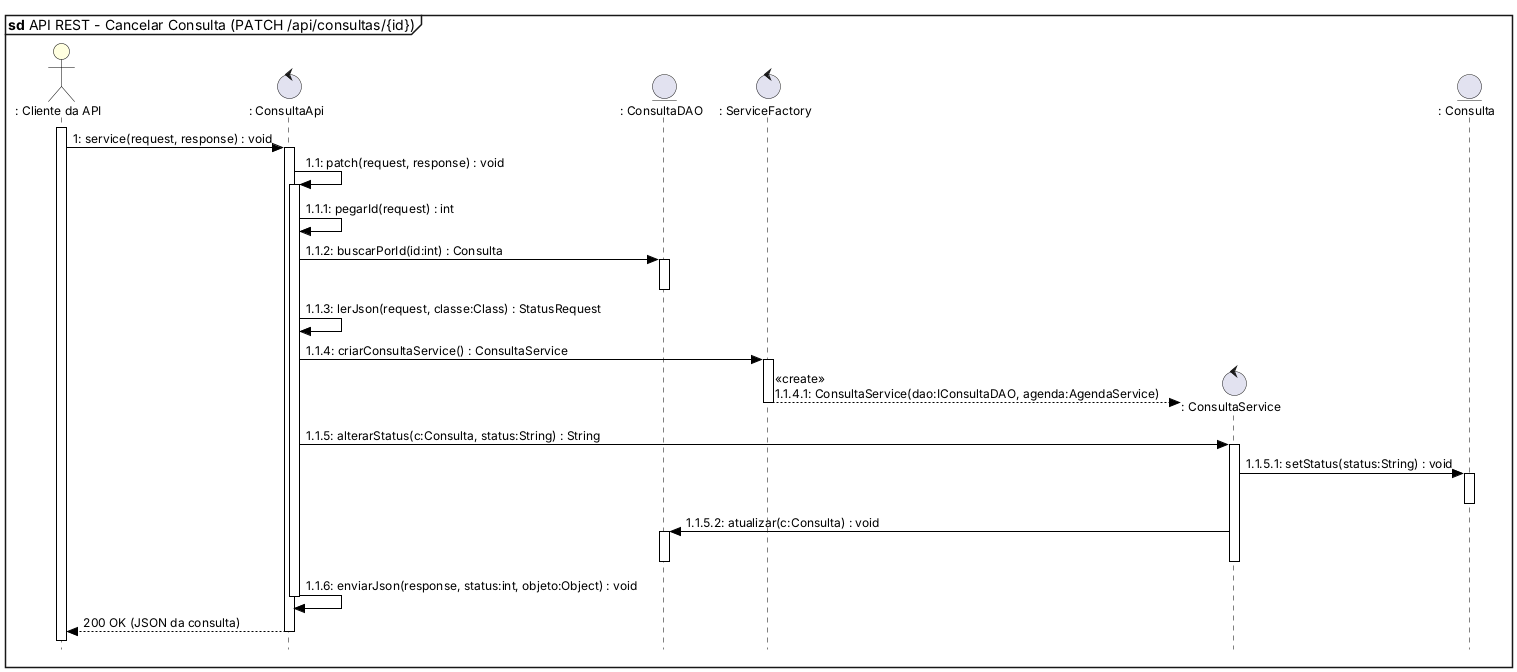 sd API REST - Cancelar Consulta (PATCH /api/consultas/{id})
: Cliente da API
: ConsultaApi
: ConsultaDAO
: ServiceFactory
: Consulta
1: service(request, response) : void
1.1: patch(request, response) : void
1.1.1: pegarId(request) : int
1.1.2: buscarPorId(id:int) : Consulta
1.1.3: lerJson(request, classe:Class) : StatusRequest
1.1.4: criarConsultaService() : ConsultaService
«create»
1.1.4.1: ConsultaService(dao:IConsultaDAO, agenda:AgendaService)
: ConsultaService
1.1.5: alterarStatus(c:Consulta, status:String) : String
1.1.5.1: setStatus(status:String) : void
1.1.5.2: atualizar(c:Consulta) : void
1.1.6: enviarJson(response, status:int, objeto:Object) : void
200 OK (JSON da consulta)